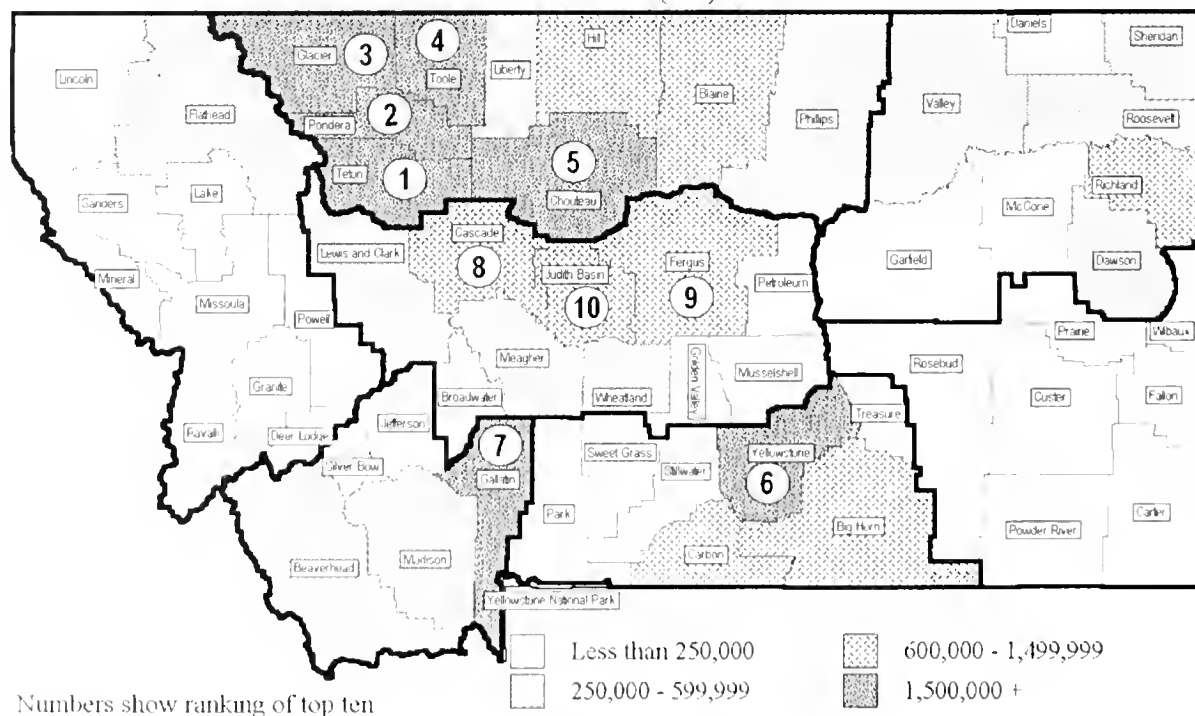 Daniels
Sheridan
Hill
3
4
Glacier
Toole
Liberty
Lincoln
Blaine
Valley
Flathead
Phillips
Roosevelt
2
Pondera
5
Teton
1
Richland
Lake
Chouteau
McCone
Sanders
Cascade
Lewis and Clark
8
Judith Basin
Fergus
Garfield
Dawson
Mineral
Missoula
10
9
Petroleum
Powell
Prairie
Wibaux
Meagher
Golden Valley
Musselshell
Rosebud
Granite
Broadwater
Wheatland
Custer
Fallon
Jefferson
Treasure
Ravalli
Deer Lodge
7
Sweet Grass
Yellowstone
Silver Bow
Gallatin
Stillwater
6
Park
Big Horn
Carter
Carbon
Powder River
Beaverhead
Madison
Yellowstone National Park
Less than 250,000
600,000 - 1,499,999
250,000 - 599,999
1,500,000 +
Numbers show ranking of top ten